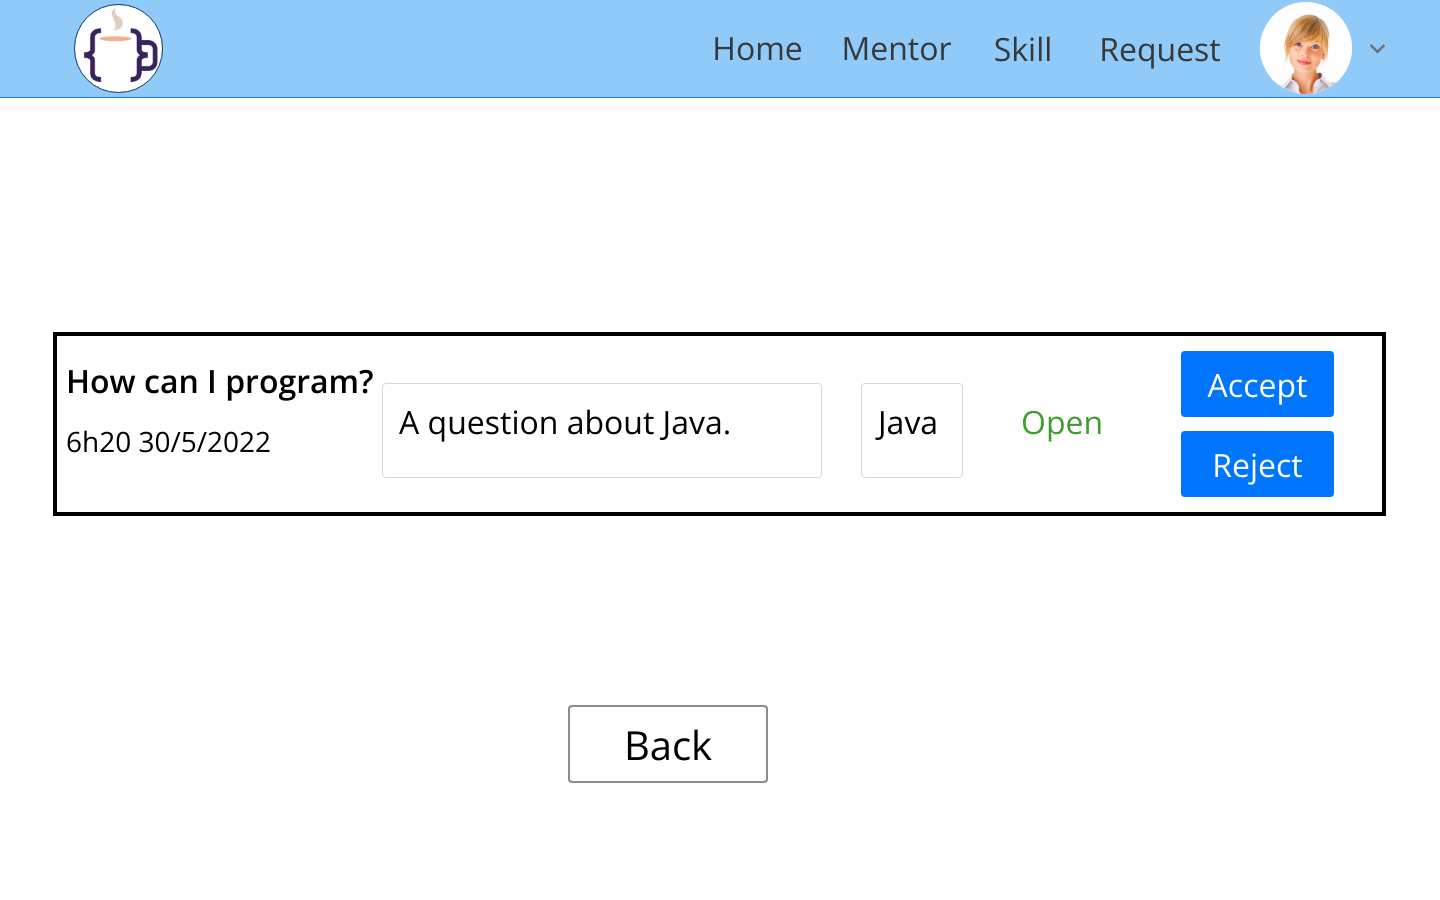 Home Mentor Skill Request
How can I program?
6h20 30/5/2022
A question about Java.
Java
Open
Accept
Reject
Back